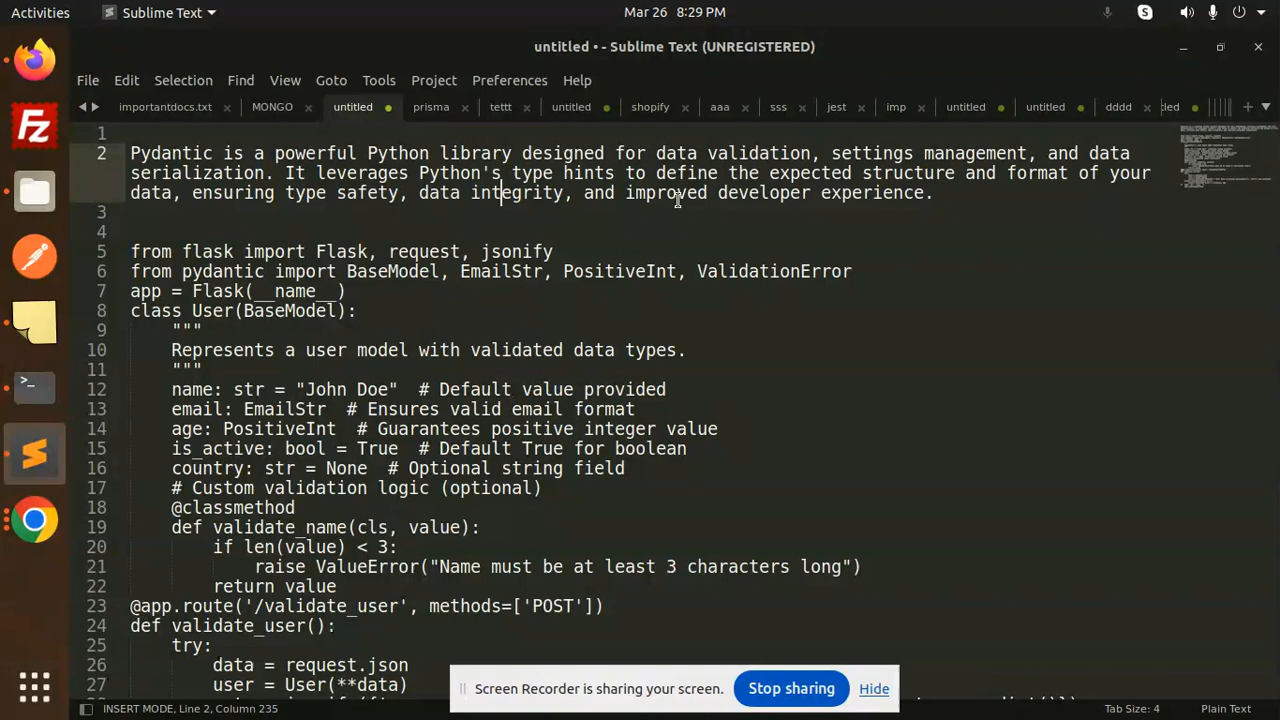 Activities Sublime Text Mar 26 8:29 PM
untitled • - Sublime Text (UNREGISTERED)
File Edit Selection Find View Goto Tools Project Preferences Help
importantdocs.txt MONGO untitled prisma tettt untitled shopify aaa sss jest imp untitled untitled dddd tled
1
2 Pydantic is a powerful Python library designed for data validation, settings management, and data
serialization. It leverages Python's type hints to define the expected structure and format of your
data, ensuring type safety, data integrity, and improved developer experience.
3
4
5 from flask import Flask, request, jsonify
6 from pydantic import BaseModel, EmailStr, PositiveInt, ValidationError
7 app = Flask(__name__)
8 class User(BaseModel):
9     """
10     Represents a user model with validated data types.
11     """
12     name: str = "John Doe"  # Default value provided
13     email: EmailStr  # Ensures valid email format
14     age: PositiveInt  # Guarantees positive integer value
15     is_active: bool = True  # Default True for boolean
16     country: str = None  # Optional string field
17     # Custom validation logic (optional)
18     @classmethod
19     def validate_name(cls, value):
20         if len(value) < 3:
21             raise ValueError("Name must be at least 3 characters long")
22         return value
23 @app.route('/validate_user', methods=['POST'])
24 def validate_user():
25     try:
26         data = request.json
27         user = User(**data)
Screen Recorder is sharing your screen. Stop sharing Hide
INSERT MODE, Line 2, Column 235 Tab Size: 4 Plain Text